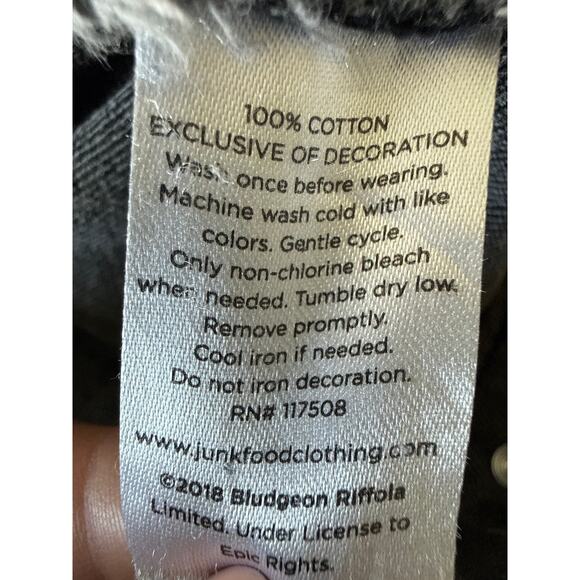 100% COTTON
EXCLUSIVE OF DECORATION
Wash once before wearing.
Machine wash cold with like
colors. Gentle cycle.
Only non-chlorine bleach
when needed. Tumble dry low.
Remove promptly.
Cool iron if needed.
Do not iron decoration.
RN# 117508
www.junkfoodclothing.com
©2018 Bludgeon Riffola
Limited. Under License to
Epic Rights.